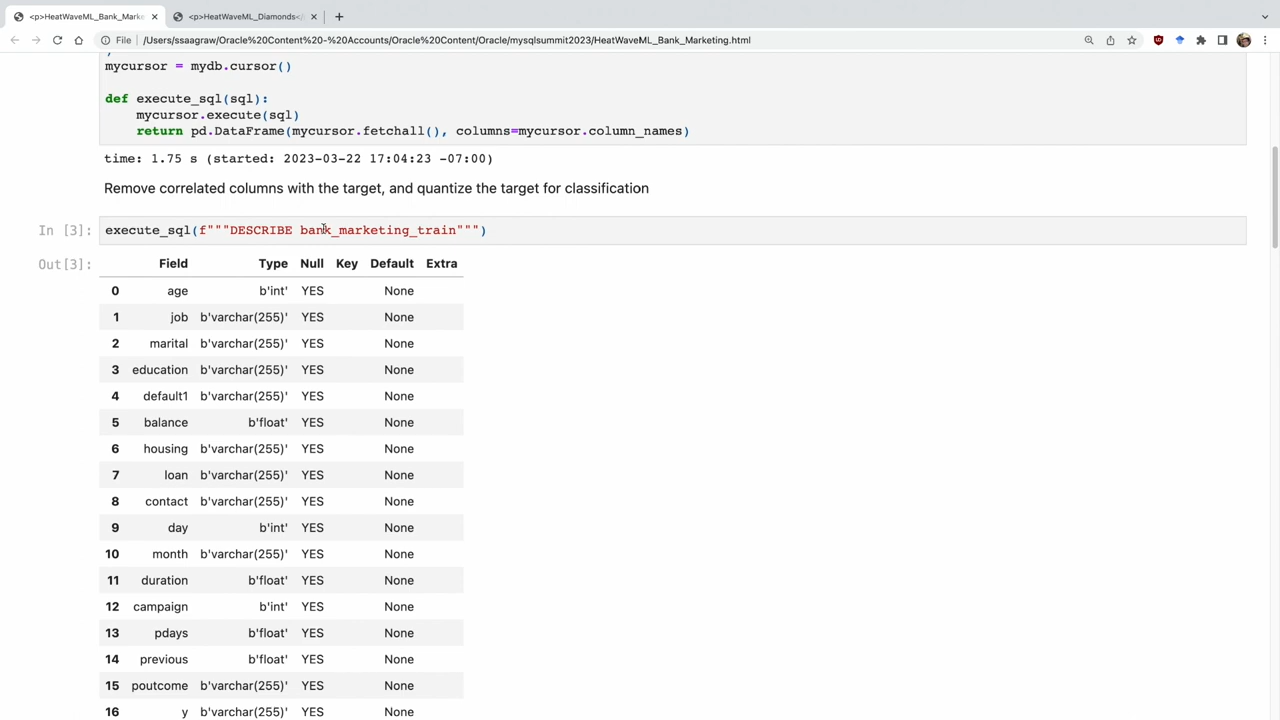 <p>HeatWaveML_Bank_Marke
<p>HeatWaveML_Diamonds</
File /Users/ssaagraw/Oracle%20Content%20-%20Accounts/Oracle%20Content/Oracle/mysqlsummit2023/HeatWaveML_Bank_Marketing.html
)
mycursor = mydb.cursor()
def execute_sql(sql):
mycursor.execute(sql)
return pd.DataFrame(mycursor.fetchall(), columns=mycursor.column_names)
time: 1.75 s (started: 2023-03-22 17:04:23 -07:00)
Remove correlated columns with the target, and quantize the target for classification
In [3]: execute_sql(f"""DESCRIBE bank_marketing_train""")
Out[3]: Field Type Null Key Default Extra
0 age b'int' YES None
1 job b'varchar(255)' YES None
2 marital b'varchar(255)' YES None
3 education b'varchar(255)' YES None
4 default1 b'varchar(255)' YES None
5 balance b'float' YES None
6 housing b'varchar(255)' YES None
7 loan b'varchar(255)' YES None
8 contact b'varchar(255)' YES None
9 day b'int' YES None
10 month b'varchar(255)' YES None
11 duration b'float' YES None
12 campaign b'int' YES None
13 pdays b'float' YES None
14 previous b'float' YES None
15 poutcome b'varchar(255)' YES None
16 y b'varchar(255)' YES None